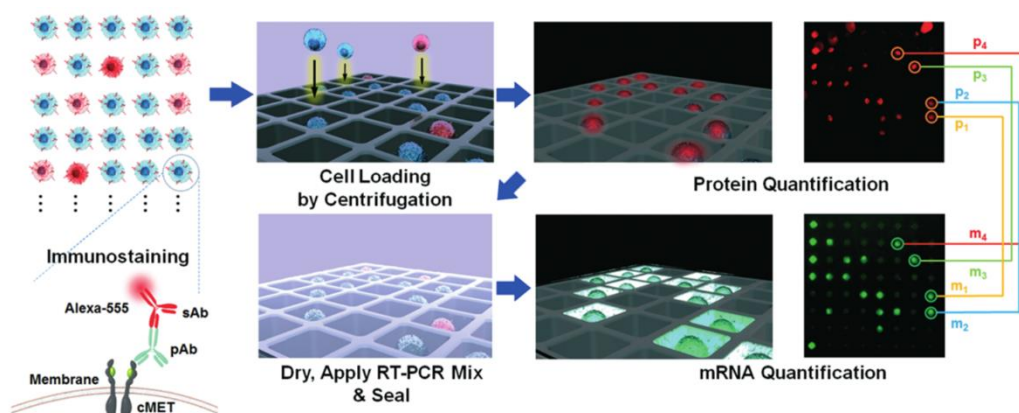 Immunostaining
Alexa-555
sAb
pAb
Membrane
cMET
Cell Loading
by Centrifugation
Protein Quantification
p4
p3
p2
p1
Dry, Apply RT-PCR Mix
& Seal
mRNA Quantification
m4
m3
m1
m2